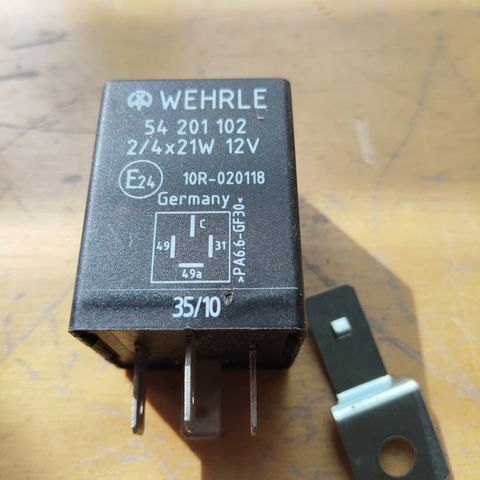 WEHRLE
54 201 102
2/4x21W 12V
E24 10R-020118
Germany
C
49 31
49a
>PA6.6-GF30<
35/10